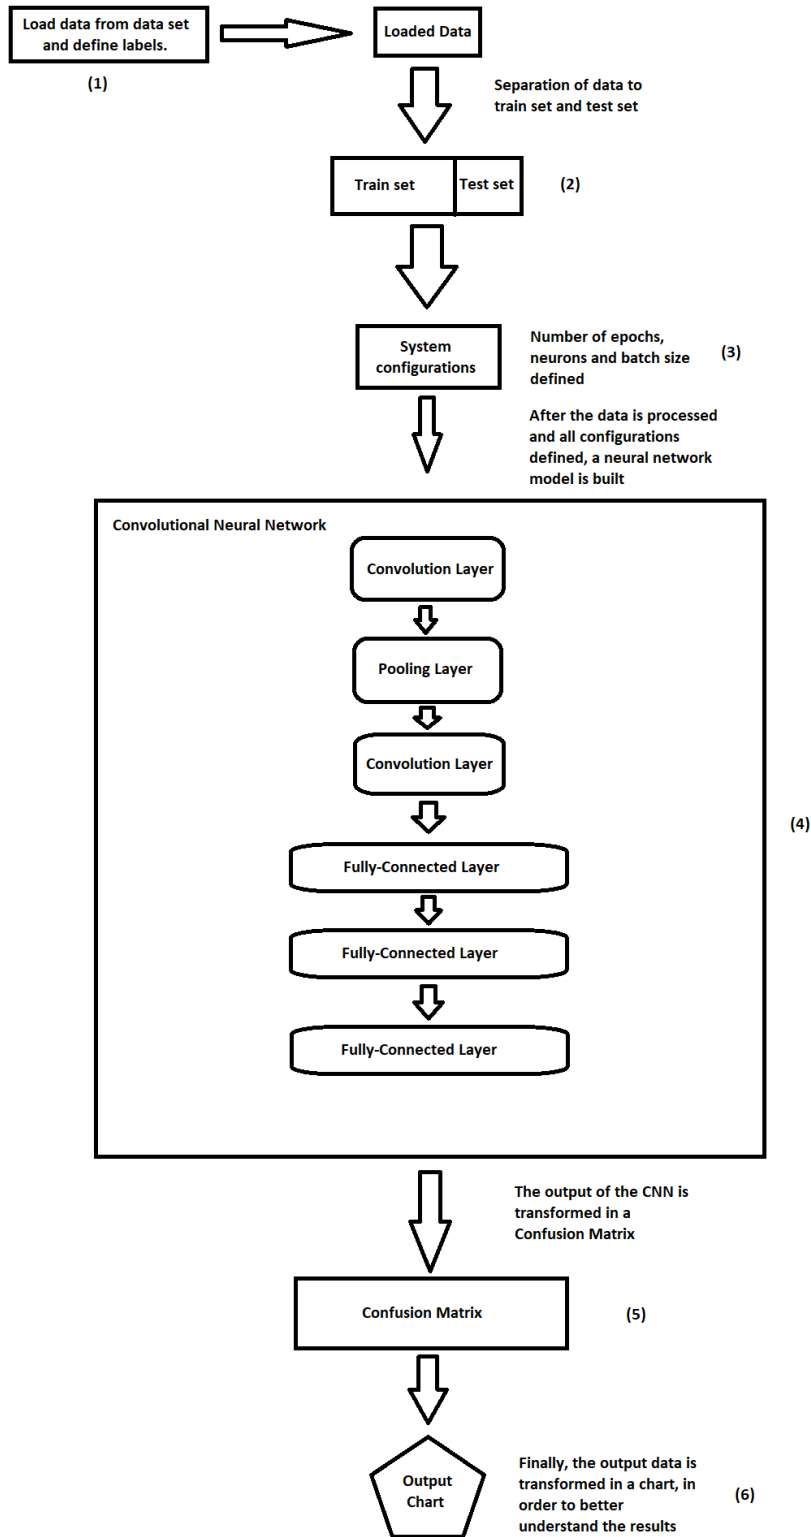 Load data from data set
and define labels.
(1)
Loaded Data
Separation of data to
train set and test set
Train set
Test set
(2)
System
configurations
Number of epochs,
neurons and batch size
defined
(3)
After the data is processed
and all configurations
defined, a neural network
model is built
Convolutional Neural Network
Convolution Layer
Pooling Layer
Convolution Layer
(4)
Fully-Connected Layer
Fully-Connected Layer
Fully-Connected Layer
The output of the CNN is
transformed in a
Confusion Matrix
Confusion Matrix
(5)
Output
Chart
Finally, the output data is
transformed in a chart, in
order to better
understand the results
(6)